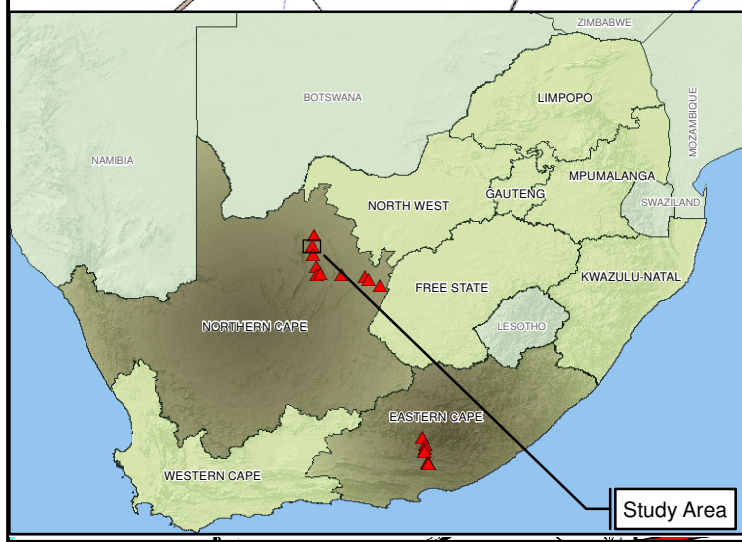 ZIMBABWE
BOTSWANA
LIMPOPO
MOZAMBIQUE
NAMIBIA
MPUMALANGA
GAUTENG
NORTH WEST
SWAZILAND
KWAZULU-NATAL
FREE STATE
NORTHERN CAPE
LESOTHO
EASTERN CAPE
WESTERN CAPE
Study Area